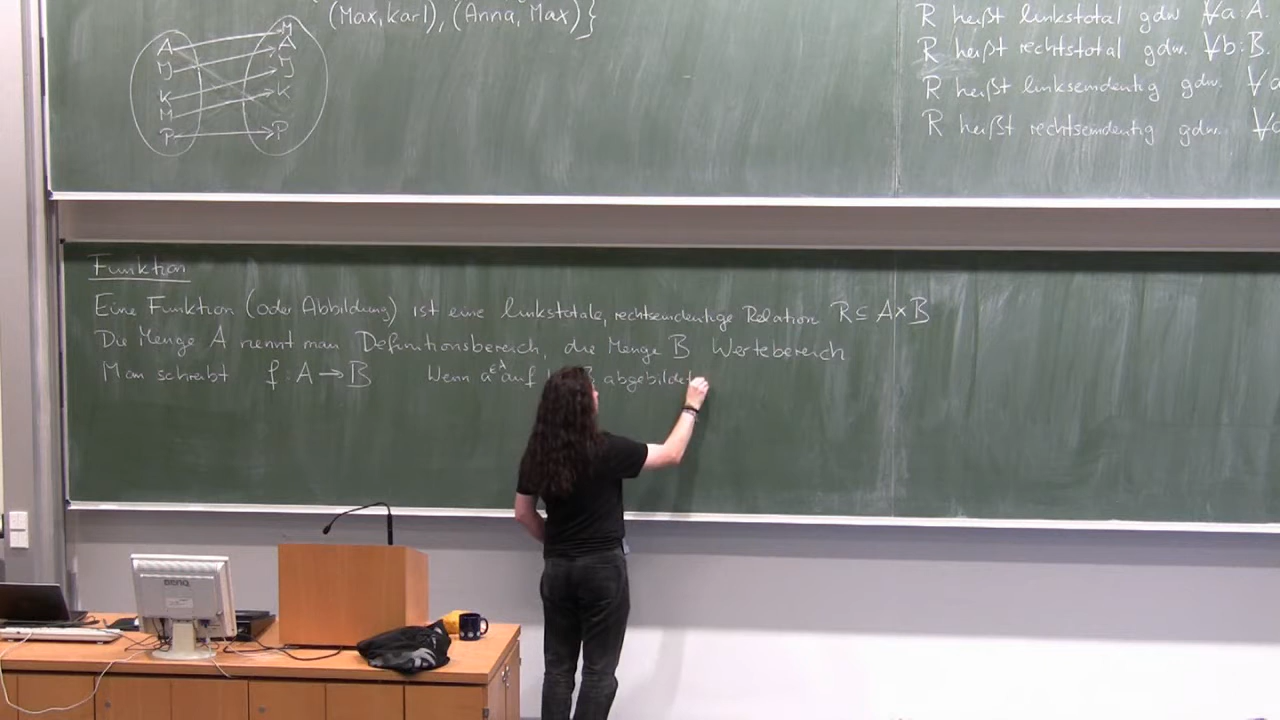 (Max, Karl), (Anna, Max)}
A
J
K
M
P
M
A
J
K
P
R heißt linkstotal gdw ∀a:A.
R heißt rechtstotal gdw. ∀b:B.
R heißt linkseindeutig gdw. ∀a
R heißt rechtseindeutig gdw. ∀a
Funktion
Eine Funktion (oder Abbildung) ist eine linkstotale, rechtseindeutige Relation R ⊆ A×B
Die Menge A nennt man Definitionsbereich, die Menge B Wertebereich
Man schreibt f: A → B Wenn a∈A auf B abgebildet
BENQ